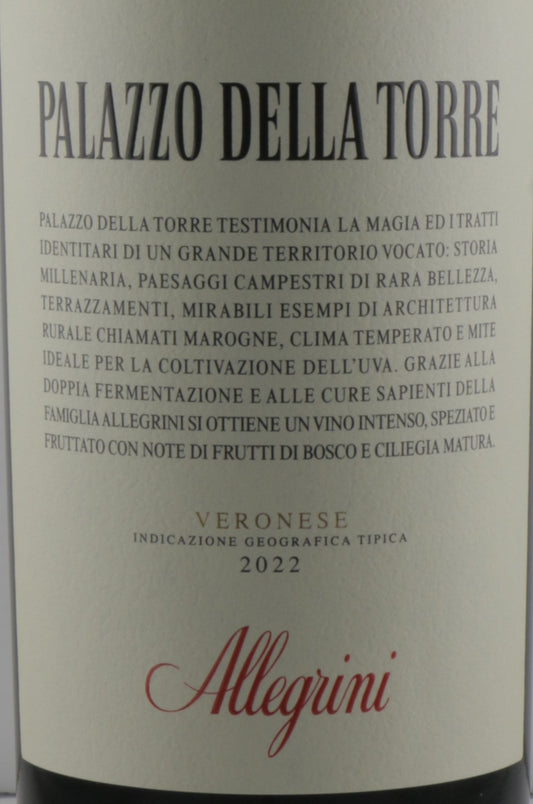 PALAZZO DELLA TORRE
PALAZZO DELLA TORRE TESTIMONIA LA MAGIA ED I TRATTI
IDENTITARI DI UN GRANDE TERRITORIO VOCATO: STORIA
MILLENARIA, PAESAGGI CAMPESTRI DI RARA BELLEZZA,
TERRAZZAMENTI, MIRABILI ESEMPI DI ARCHITETTURA
RURALE CHIAMATI MAROGNE, CLIMA TEMPERATO E MITE
IDEALE PER LA COLTIVAZIONE DELL'UVA. GRAZIE ALLA
DOPPIA FERMENTAZIONE E ALLE CURE SAPIENTI DELLA
FAMIGLIA ALLEGRINI SI OTTIENE UN VINO INTENSO, SPEZIATO E
FRUTTATO CON NOTE DI FRUTTI DI BOSCO E CILIEGIA MATURA.
VERONESE
INDICAZIONE GEOGRAFICA TIPICA
2022
Allegrini